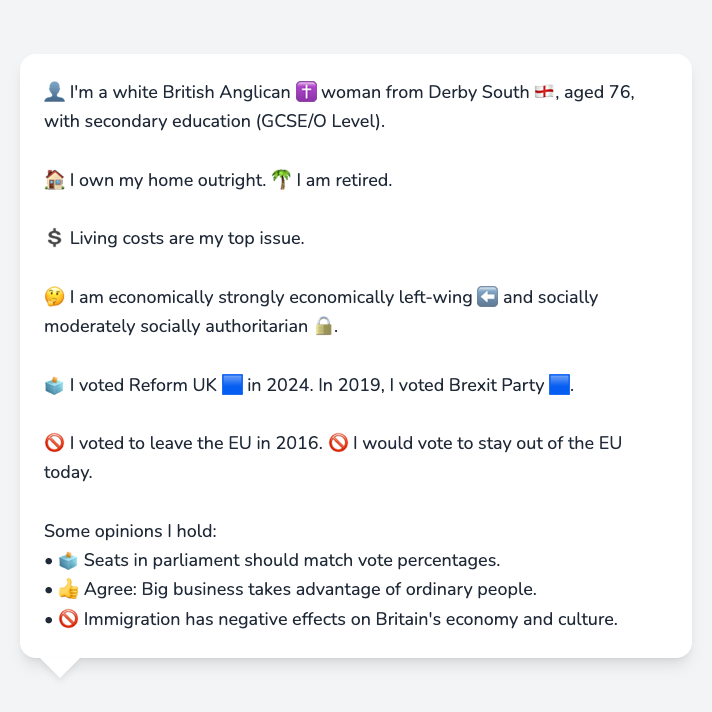 👤 I'm a white British Anglican ✝️ woman from Derby South 🏴󠁧󠁢󠁥󠁮󠁧󠁿, aged 76,
with secondary education (GCSE/O Level).
🏠 I own my home outright. 🌴 I am retired.
💲 Living costs are my top issue.
🤔 I am economically strongly economically left-wing ⬅️ and socially
moderately socially authoritarian 🔒.
🗳️ I voted Reform UK 🟦 in 2024. In 2019, I voted Brexit Party 🟦.
🚫 I voted to leave the EU in 2016. 🚫 I would vote to stay out of the EU
today.
Some opinions I hold:
• 🗳️ Seats in parliament should match vote percentages.
• 👍 Agree: Big business takes advantage of ordinary people.
• 🚫 Immigration has negative effects on Britain's economy and culture.